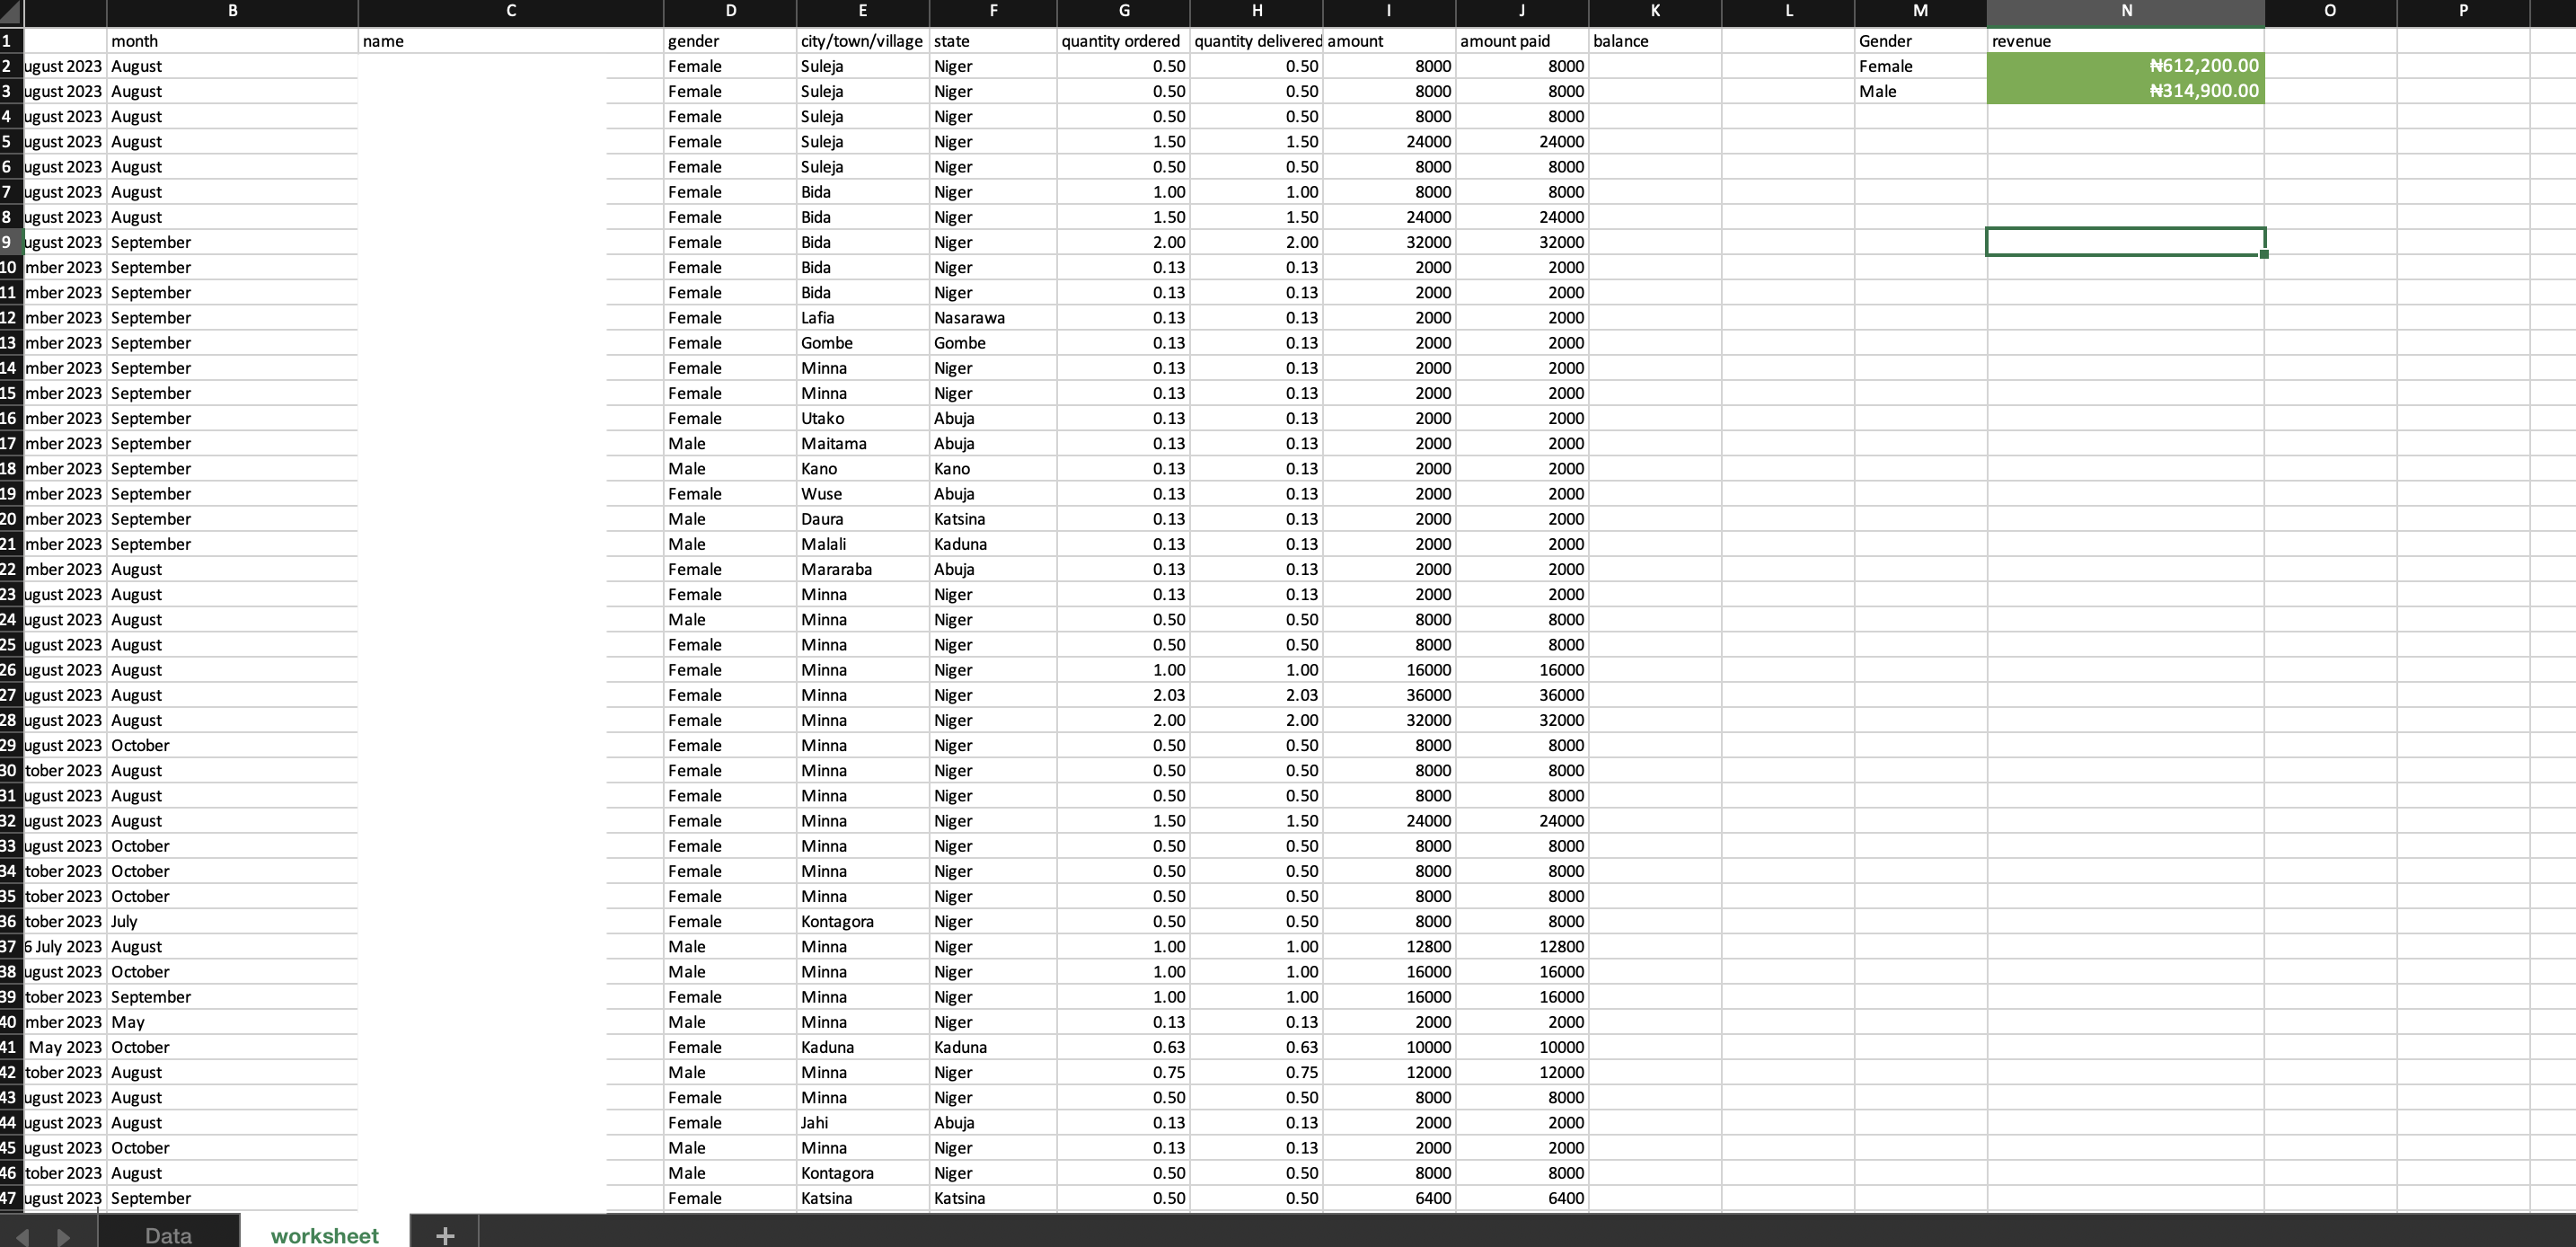 B C D E F G H I J K L M N O P
1 month name gender city/town/village state quantity ordered quantity delivered amount amount paid balance Gender revenue
2 ugust 2023 August Female Suleja Niger 0.50 0.50 8000 8000 Female ₦612,200.00
3 ugust 2023 August Female Suleja Niger 0.50 0.50 8000 8000 Male ₦314,900.00
4 ugust 2023 August Female Suleja Niger 0.50 0.50 8000 8000
5 ugust 2023 August Female Suleja Niger 1.50 1.50 24000 24000
6 ugust 2023 August Female Suleja Niger 0.50 0.50 8000 8000
7 ugust 2023 August Female Bida Niger 1.00 1.00 8000 8000
8 ugust 2023 August Female Bida Niger 1.50 1.50 24000 24000
9 ugust 2023 September Female Bida Niger 2.00 2.00 32000 32000
10 mber 2023 September Female Bida Niger 0.13 0.13 2000 2000
11 mber 2023 September Female Bida Niger 0.13 0.13 2000 2000
12 mber 2023 September Female Lafia Nasarawa 0.13 0.13 2000 2000
13 mber 2023 September Female Gombe Gombe 0.13 0.13 2000 2000
14 mber 2023 September Female Minna Niger 0.13 0.13 2000 2000
15 mber 2023 September Female Minna Niger 0.13 0.13 2000 2000
16 mber 2023 September Female Utako Abuja 0.13 0.13 2000 2000
17 mber 2023 September Male Maitama Abuja 0.13 0.13 2000 2000
18 mber 2023 September Male Kano Kano 0.13 0.13 2000 2000
19 mber 2023 September Female Wuse Abuja 0.13 0.13 2000 2000
20 mber 2023 September Male Daura Katsina 0.13 0.13 2000 2000
21 mber 2023 September Male Malali Kaduna 0.13 0.13 2000 2000
22 mber 2023 August Female Mararaba Abuja 0.13 0.13 2000 2000
23 ugust 2023 August Female Minna Niger 0.13 0.13 2000 2000
24 ugust 2023 August Male Minna Niger 0.50 0.50 8000 8000
25 ugust 2023 August Female Minna Niger 0.50 0.50 8000 8000
26 ugust 2023 August Female Minna Niger 1.00 1.00 16000 16000
27 ugust 2023 August Female Minna Niger 2.03 2.03 36000 36000
28 ugust 2023 August Female Minna Niger 2.00 2.00 32000 32000
29 ugust 2023 October Female Minna Niger 0.50 0.50 8000 8000
30 tober 2023 August Female Minna Niger 0.50 0.50 8000 8000
31 ugust 2023 August Female Minna Niger 0.50 0.50 8000 8000
32 ugust 2023 August Female Minna Niger 1.50 1.50 24000 24000
33 ugust 2023 October Female Minna Niger 0.50 0.50 8000 8000
34 tober 2023 October Female Minna Niger 0.50 0.50 8000 8000
35 tober 2023 October Female Minna Niger 0.50 0.50 8000 8000
36 tober 2023 July Female Kontagora Niger 0.50 0.50 8000 8000
37 6 July 2023 August Male Minna Niger 1.00 1.00 12800 12800
38 ugust 2023 October Male Minna Niger 1.00 1.00 16000 16000
39 tober 2023 September Female Minna Niger 1.00 1.00 16000 16000
40 mber 2023 May Male Minna Niger 0.13 0.13 2000 2000
41 May 2023 October Female Kaduna Kaduna 0.63 0.63 10000 10000
42 tober 2023 August Male Minna Niger 0.75 0.75 12000 12000
43 ugust 2023 August Female Minna Niger 0.50 0.50 8000 8000
44 ugust 2023 August Female Jahi Abuja 0.13 0.13 2000 2000
45 ugust 2023 October Male Minna Niger 0.13 0.13 2000 2000
46 tober 2023 August Male Kontagora Niger 0.50 0.50 8000 8000
47 ugust 2023 September Female Katsina Katsina 0.50 0.50 6400 6400
Data worksheet +